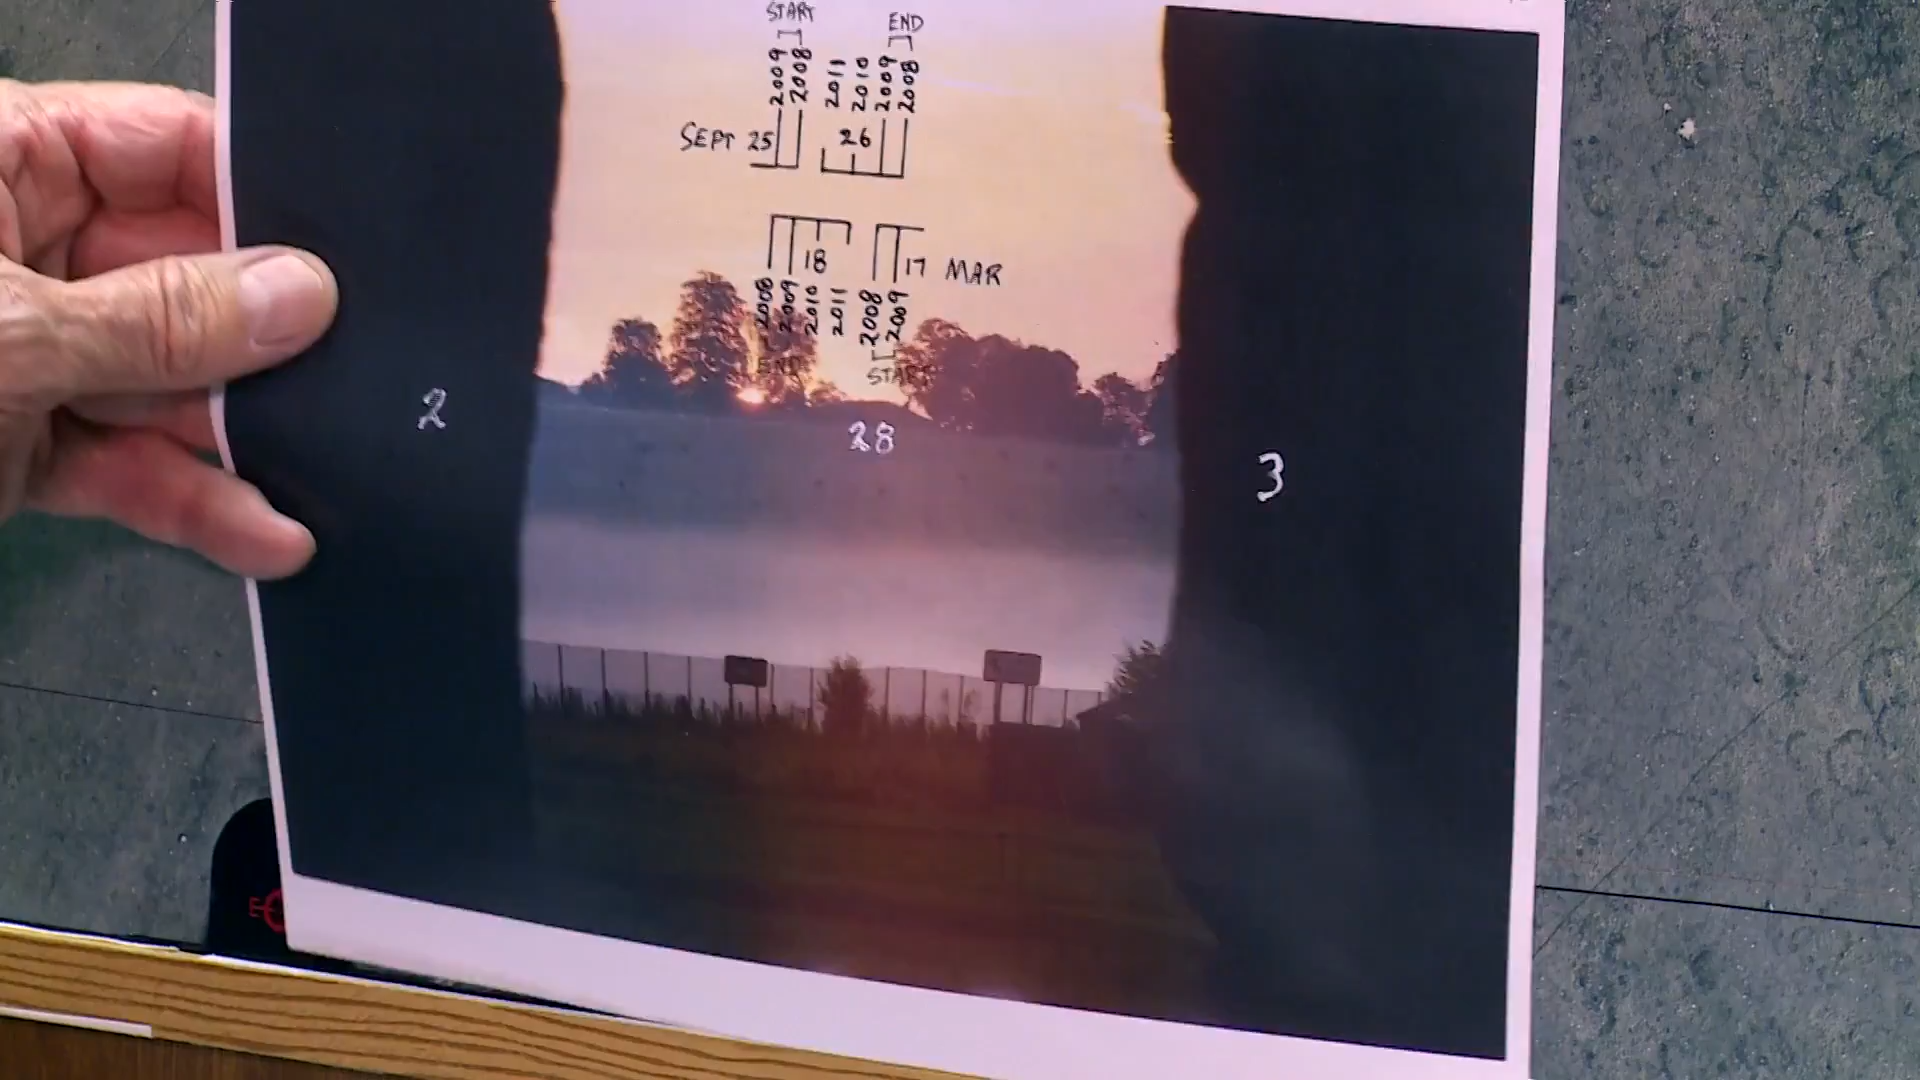 START
END
2009 2008 2011 2010 2009 2008
SEPT 25 26
18 17 MAR
2008 2009 2010 2011 2008 2009
END START
2 28 3